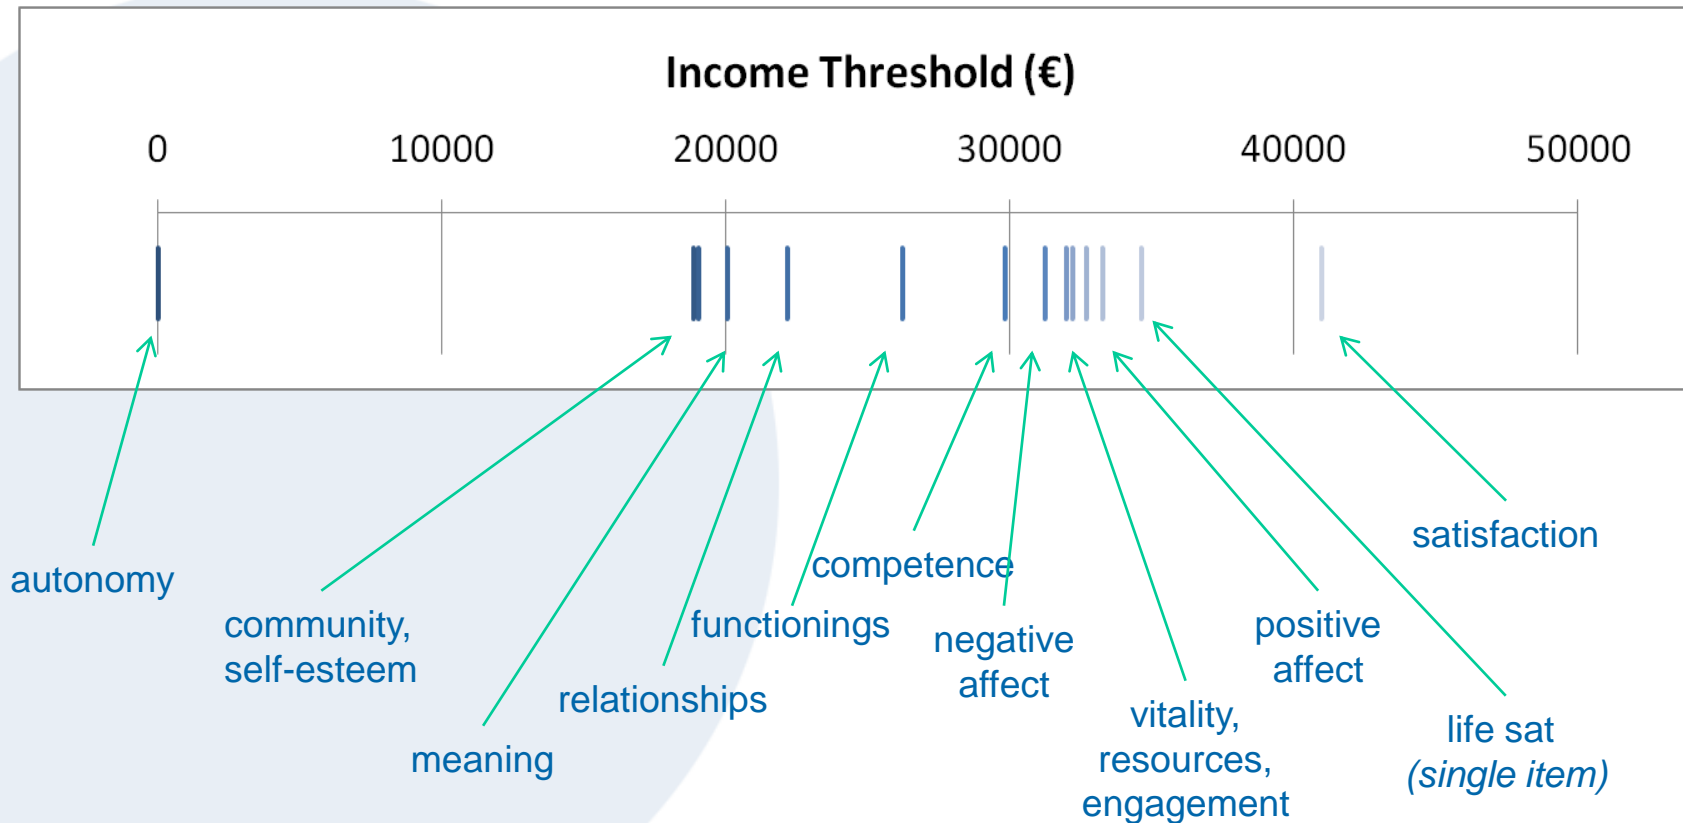 Income Threshold (€)
0 10000 20000 30000 40000 50000
autonomy
community,
self-esteem
meaning
relationships
functionings
competence
negative
affect
vitality,
resources,
engagement
positive
affect
life sat
(single item)
satisfaction